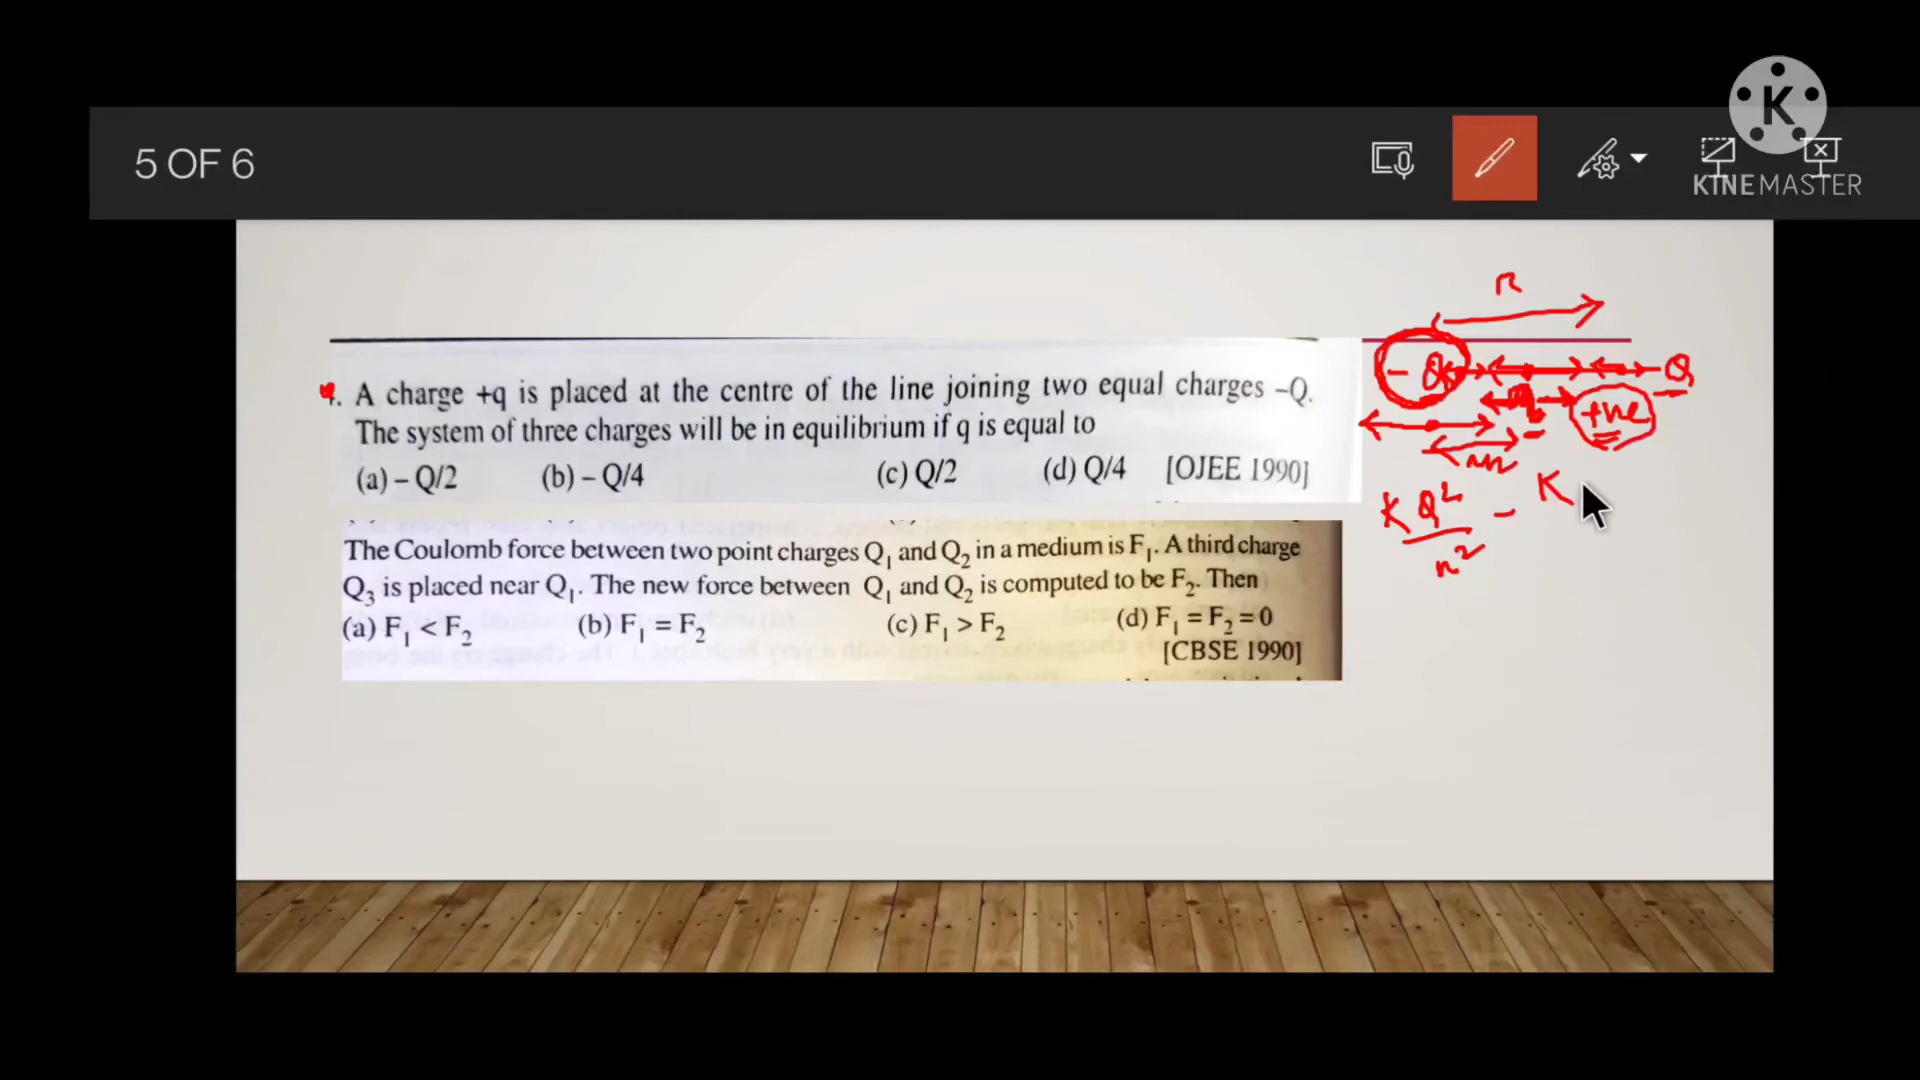 5 OF 6
K
KINEMASTER
R
4. A charge +q is placed at the centre of the line joining two equal charges –Q.
The system of three charges will be in equilibrium if q is equal to
(a) – Q/2 (b) – Q/4 (c) Q/2 (d) Q/4 [OJEE 1990]
– Q – Q
+ve
K Q² – K
r²
The Coulomb force between two point charges Q₁ and Q₂ in a medium is F₁. A third charge
Q₃ is placed near Q₁. The new force between Q₁ and Q₂ is computed to be F₂. Then
(a) F₁ < F₂ (b) F₁ = F₂ (c) F₁ > F₂ (d) F₁ = F₂ = 0
[CBSE 1990]